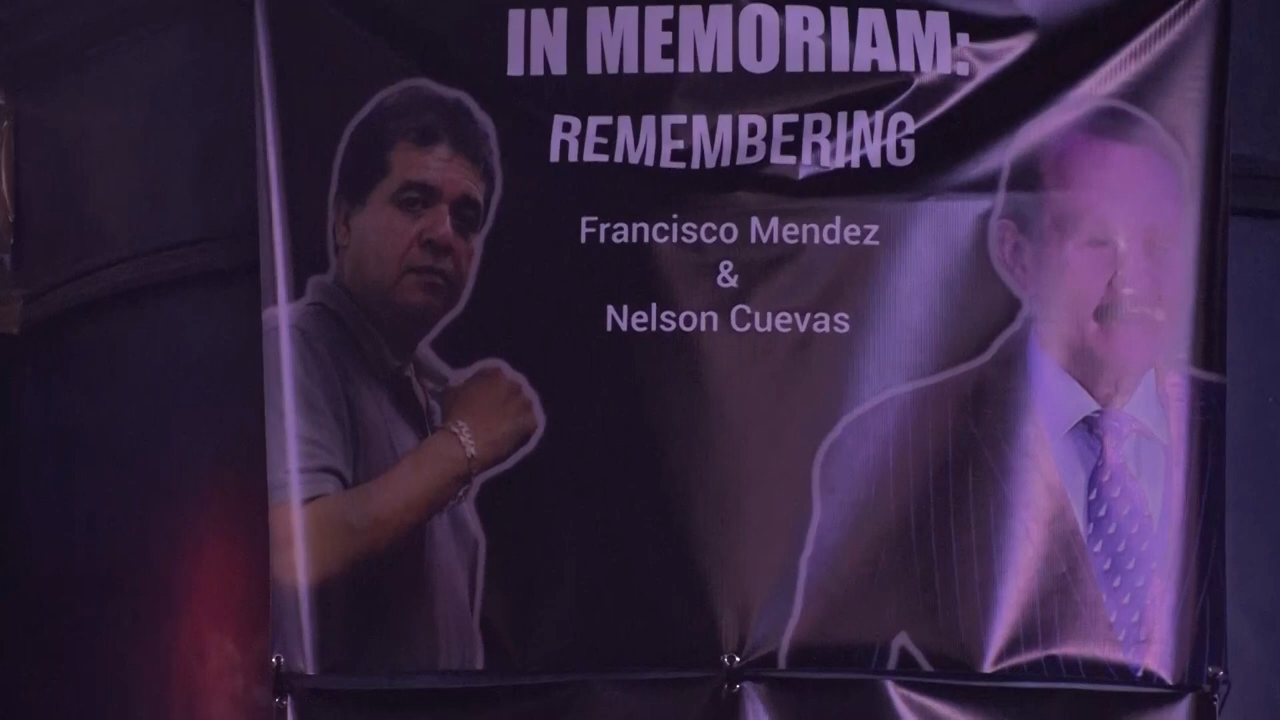 IN MEMORIAM:
REMEMBERING
Francisco Mendez
&
Nelson Cuevas